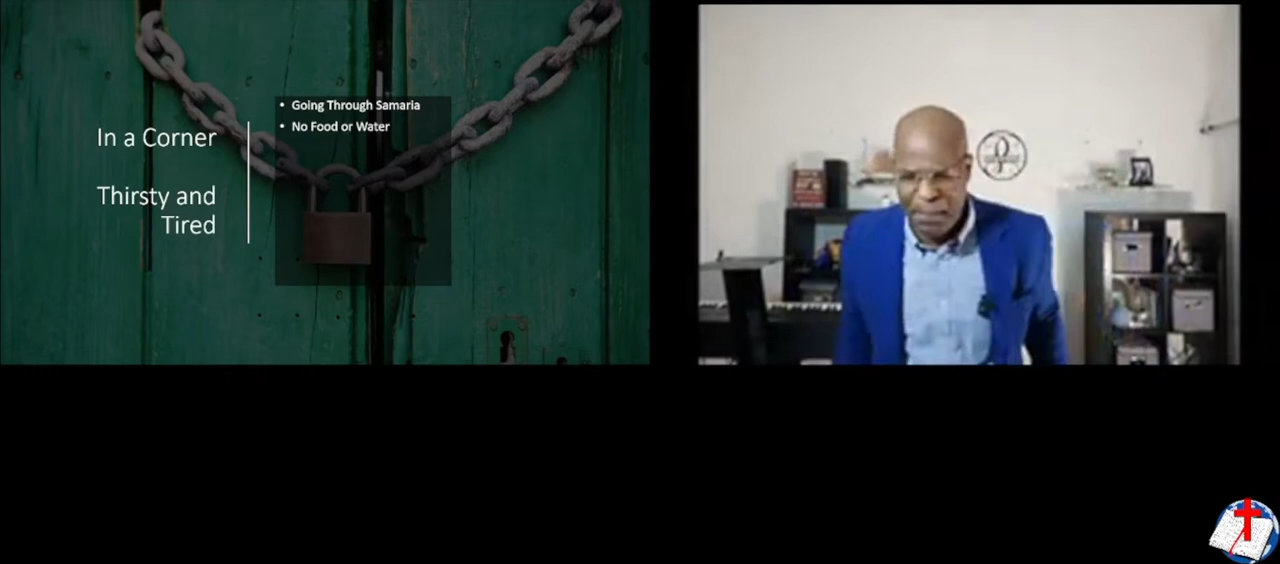 In a Corner
Thirsty and
Tired
• Going Through Samaria
• No Food or Water